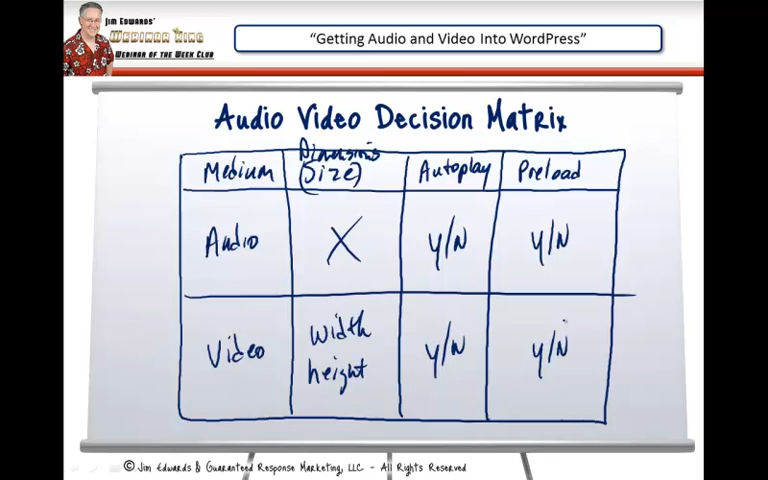 Jim Edwards'
Webinar King
Webinar of the Week Club
“Getting Audio and Video Into WordPress”
Audio Video Decision Matrix
Medium Dimensions (Size) Autoplay Preload
Audio X Y/N Y/N
Video width height Y/N Y/N
© Jim Edwards & Guaranteed Response Marketing, LLC - All Rights Reserved